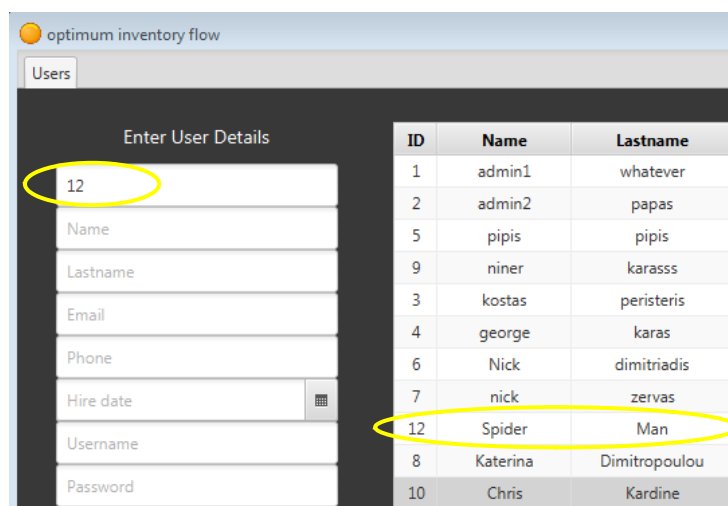 optimum inventory flow
Users
Enter User Details
12
Name
Lastname
Email
Phone
Hire date
Username
Password
ID Name Lastname
1 admin1 whatever
2 admin2 papas
5 pipis pipis
9 niner karasss
3 kostas peristeris
4 george karas
6 Nick dimitriadis
7 nick zervas
12 Spider Man
8 Katerina Dimitropoulou
10 Chris Kardine